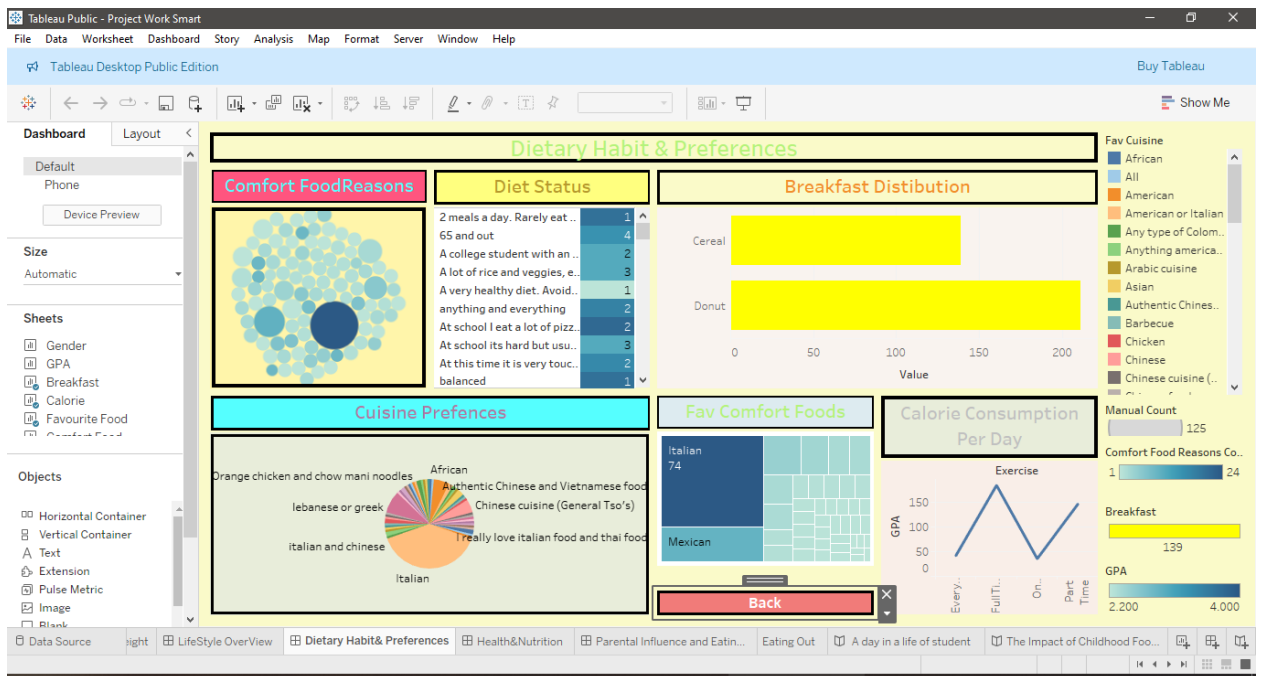 Tableau Public - Project Work Smart
File Data Worksheet Dashboard Story Analysis Map Format Server Window Help
Tableau Desktop Public Edition
Buy Tableau
Show Me
Dashboard
Layout
Default
Phone
Device Preview
Size
Automatic
Sheets
Gender
GPA
Breakfast
Calorie
Favourite Food
Objects
Horizontal Container
Vertical Container
Text
Extension
Pulse Metric
Image
Blank
Dietary Habit & Preferences
Comfort FoodReasons
Diet Status
2 meals a day. Rarely eat .. 1
65 and out 4
A college student with an .. 2
A lot of rice and veggies, e.. 3
A very healthy diet. Avoid.. 1
anything and everything 2
At school I eat a lot of pizz.. 2
At school its hard but usu.. 3
At this time it is very touc.. 2
balanced 1
Breakfast Distibution
Cereal
Donut
0 50 100 150 200
Value
Cuisine Prefences
Orange chicken and chow mani noodles
African
Authentic Chinese and Vietnamese food
lebanese or greek
Chinese cuisine (General Tso's)
italian and chinese
I really love italian food and thai food
Italian
Fav Comfort Foods
Italian
74
Mexican
Back
Calorie Consumption
Per Day
Exercise
GPA
150
100
50
0
Every..
FullTi..
On..
Part
Time
Fav Cuisine
African
All
American
American or Italian
Any type of Colom..
Anything america..
Arabic cuisine
Asian
Authentic Chines..
Barbecue
Chicken
Chinese
Chinese cuisine (..
Manual Count
125
Comfort Food Reasons Co..
1 24
Breakfast
139
GPA
2.200 4.000
Data Source
eight
LifeStyle OverView
Dietary Habit& Preferences
Health&Nutrition
Parental Influence and Eatin...
Eating Out
A day in a life of student
The Impact of Childhood Foo...